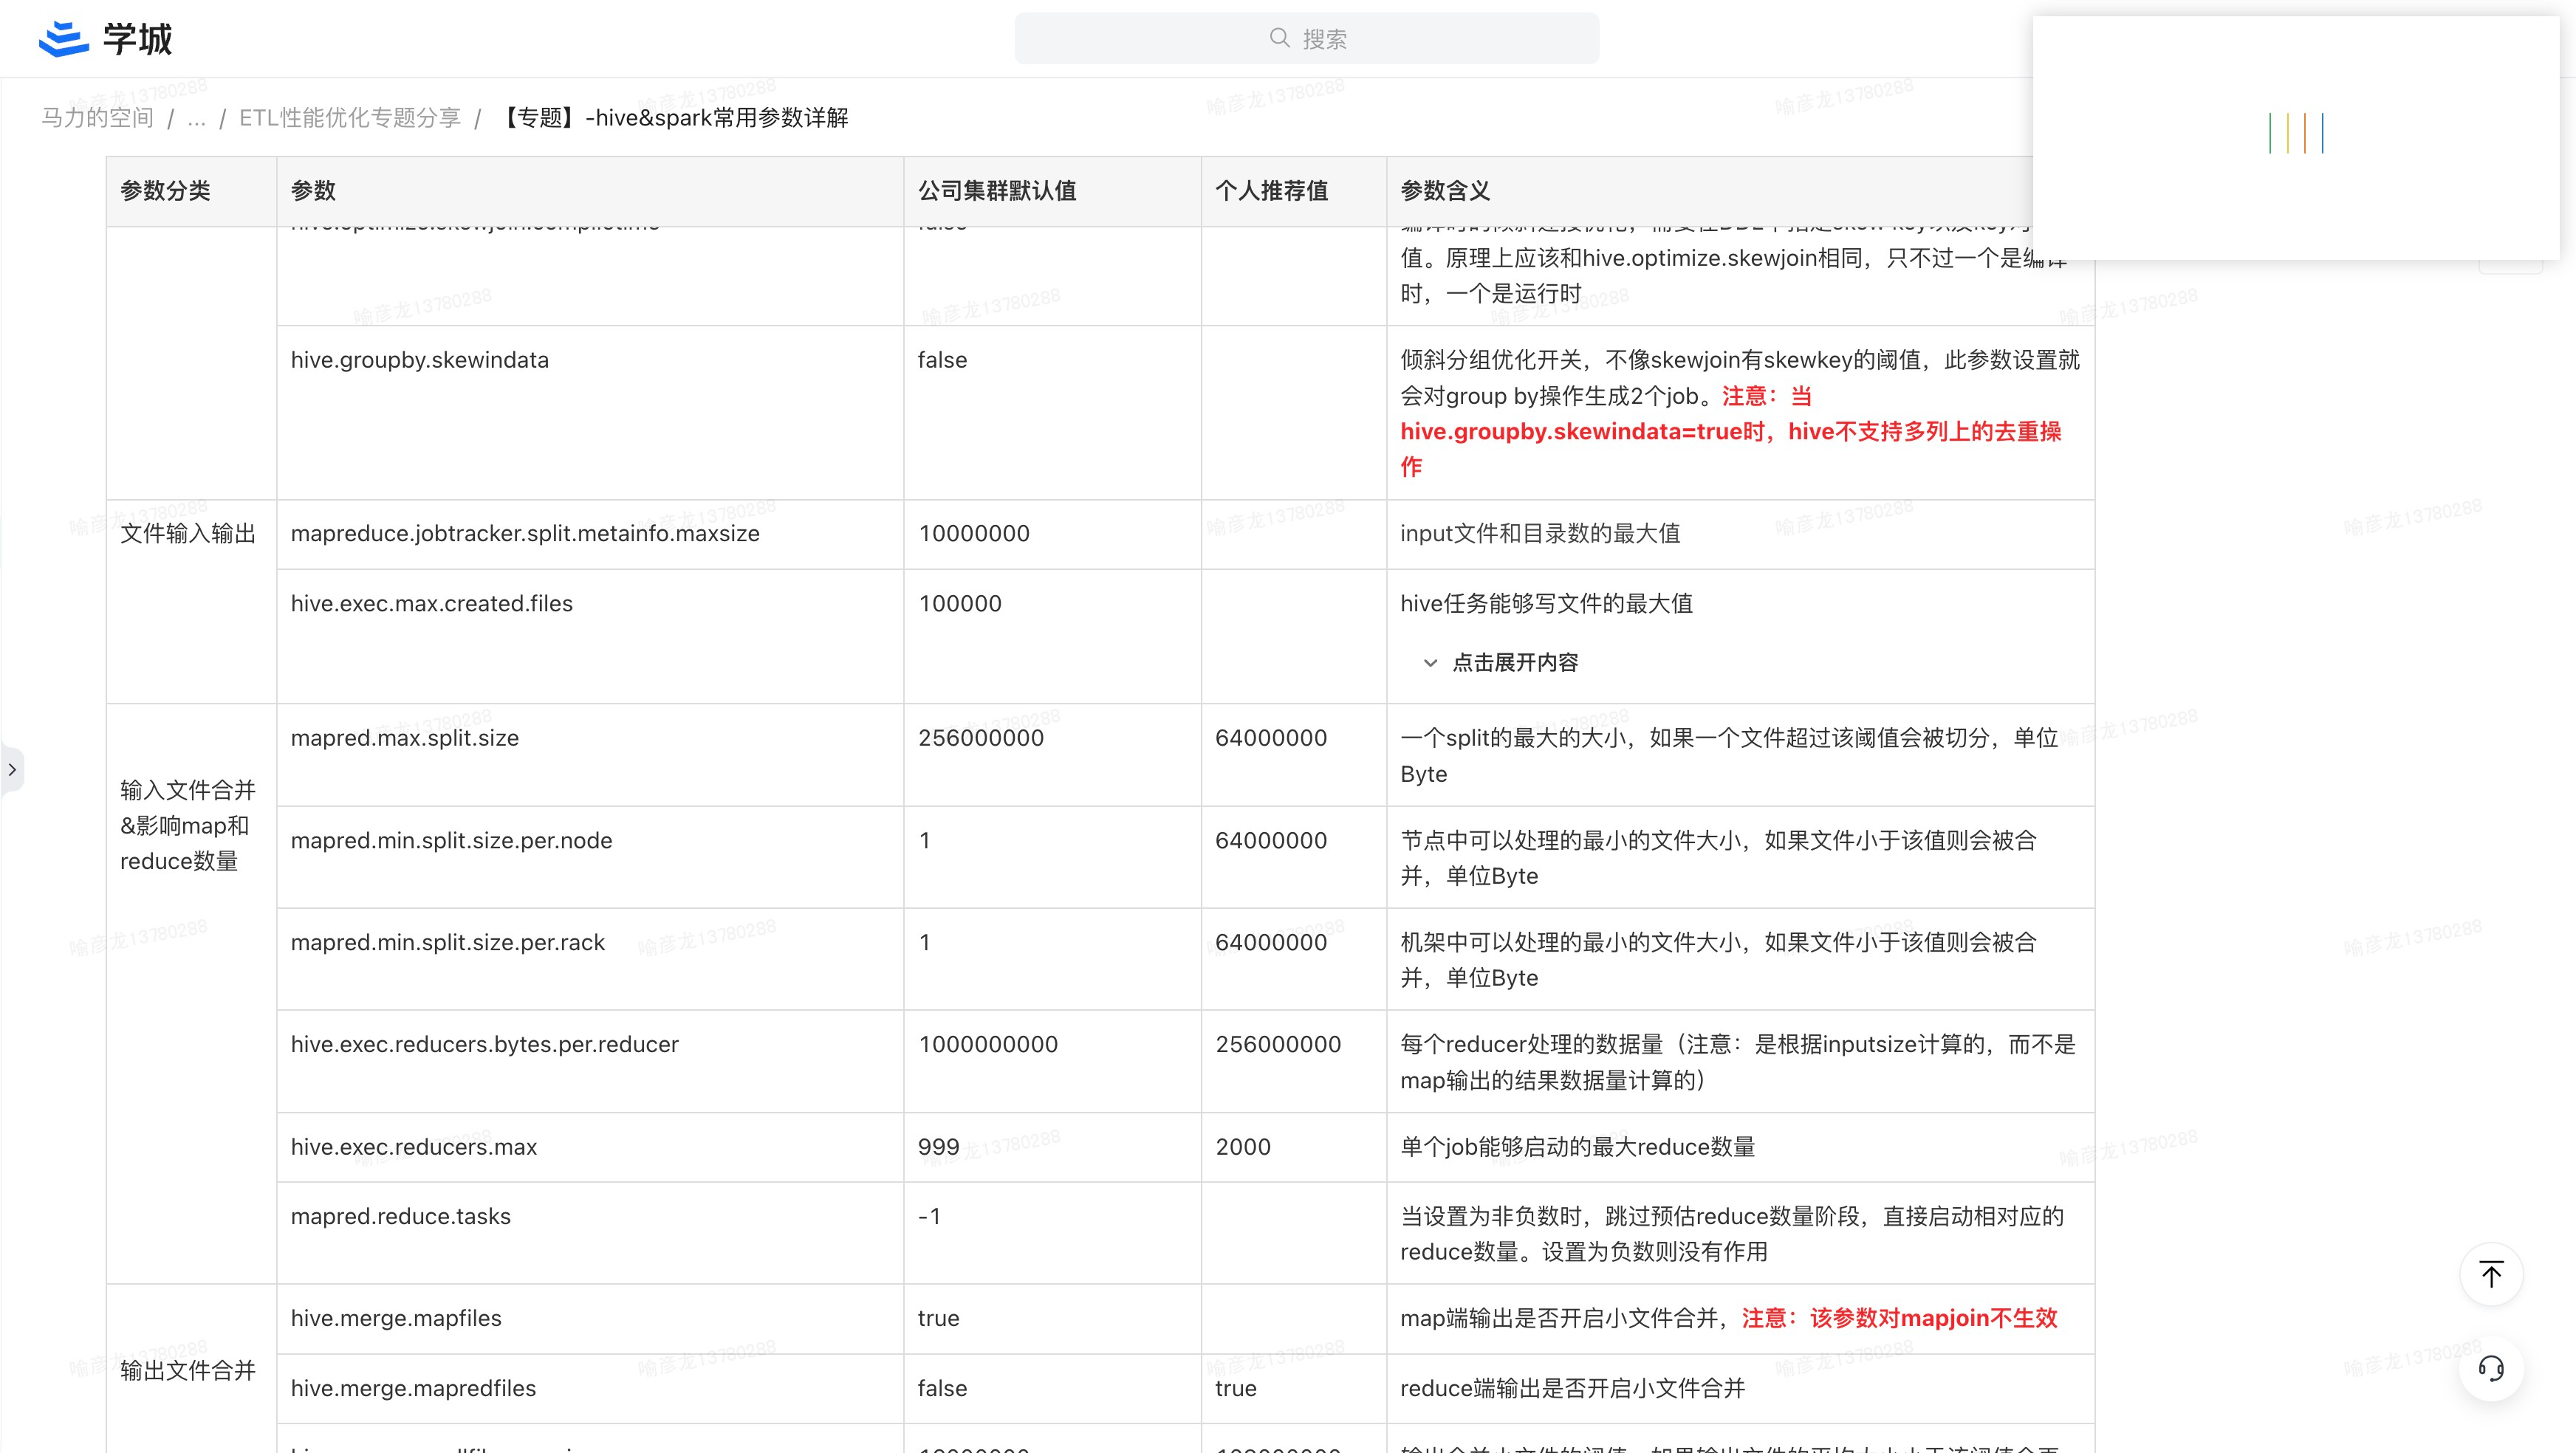 学城
搜索
马力的空间 / ... / ETL性能优化专题分享 / 【专题】-hive&spark常用参数详解
参数分类 参数 公司集群默认值 个人推荐值 参数含义
值。原理上应该和hive.optimize.skewjoin相同，只不过一个是编译
时，一个是运行时
hive.groupby.skewindata false 倾斜分组优化开关，不像skewjoin有skewkey的阈值，此参数设置就
会对group by操作生成2个job。注意：当
hive.groupby.skewindata=true时，hive不支持多列上的去重操
作
文件输入输出 mapreduce.jobtracker.split.metainfo.maxsize 10000000 input文件和目录数的最大值
hive.exec.max.created.files 100000 hive任务能够写文件的最大值
点击展开内容
输入文件合并
&影响map和
reduce数量
mapred.max.split.size 256000000 64000000 一个split的最大的大小，如果一个文件超过该阈值会被切分，单位
Byte
mapred.min.split.size.per.node 1 64000000 节点中可以处理的最小的文件大小，如果文件小于该值则会被合
并，单位Byte
mapred.min.split.size.per.rack 1 64000000 机架中可以处理的最小的文件大小，如果文件小于该值则会被合
并，单位Byte
hive.exec.reducers.bytes.per.reducer 1000000000 256000000 每个reducer处理的数据量（注意：是根据inputsize计算的，而不是
map输出的结果数据量计算的）
hive.exec.reducers.max 999 2000 单个job能够启动的最大reduce数量
mapred.reduce.tasks -1 当设置为非负数时，跳过预估reduce数量阶段，直接启动相对应的
reduce数量。设置为负数则没有作用
输出文件合并
hive.merge.mapfiles true map端输出是否开启小文件合并，注意：该参数对mapjoin不生效
hive.merge.mapredfiles false true reduce端输出是否开启小文件合并
喻彦龙13780288